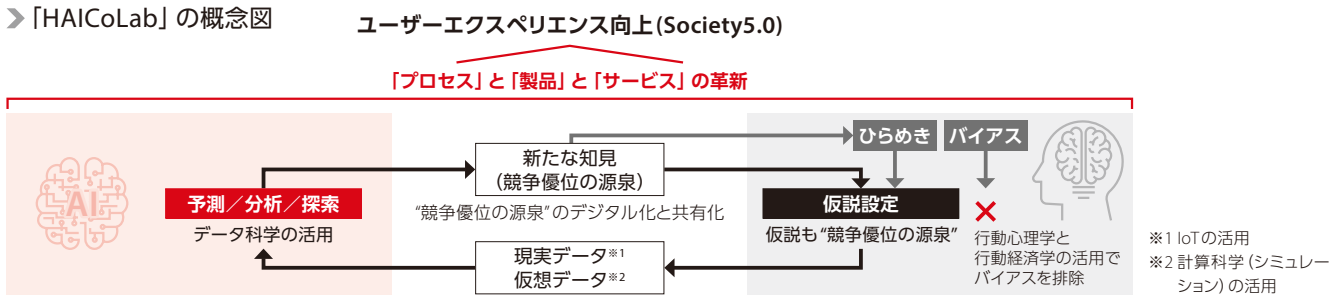 「HAICoLab」の概念図
ユーザーエクスペリエンス向上(Society5.0)
「プロセス」と「製品」と「サービス」の革新
AI
予測／分析／探索
データ科学の活用
新たな知見
（競争優位の源泉）
“競争優位の源泉”のデジタル化と共有化
現実データ※1
仮想データ※2
ひらめき
バイアス
仮説設定
仮説も“競争優位の源泉”
行動心理学と
行動経済学の活用で
バイアスを排除
※1 IoTの活用
※2 計算科学（シミュレー
ション）の活用